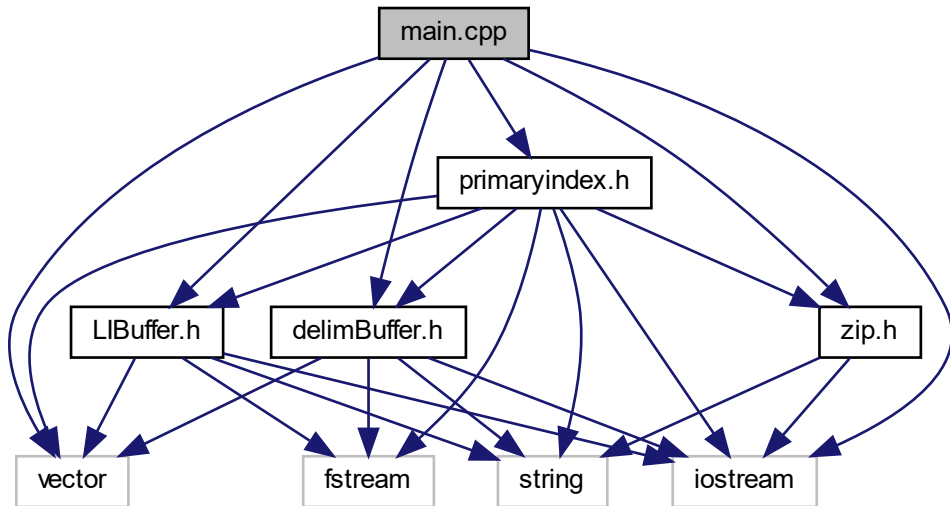 main.cpp
primaryindex.h
LIBuffer.h
delimBuffer.h
zip.h
vector
fstream
string
iostream